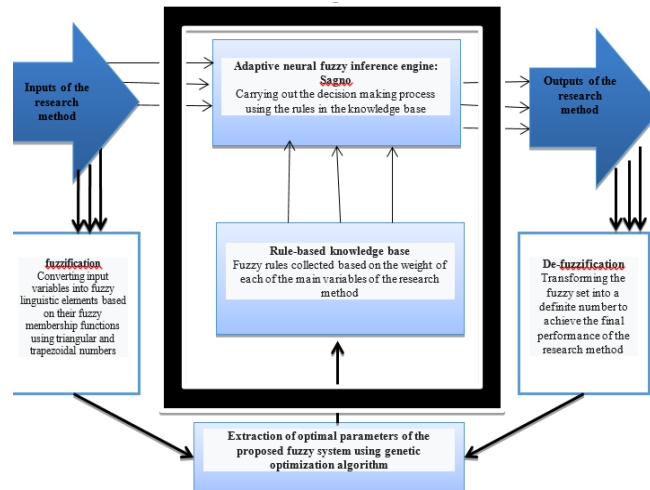 Inputs of the
research
method
Adaptive neural fuzzy inference engine:
Sagno
Carrying out the decision making process
using the rules in the knowledge base
Outputs of the
research
method
fuzzification
Converting input
variables into fuzzy
linguistic elements based
on their fuzzy
membership functions
using triangular and
trapezoidal numbers
Rule-based knowledge base
Fuzzy rules collected based on the weight of
each of the main variables of the research
method
De-fuzzification
Transforming the
fuzzy set into a
definite number to
achieve the final
performance of the
research method
Extraction of optimal parameters of the
proposed fuzzy system using genetic
optimization algorithm